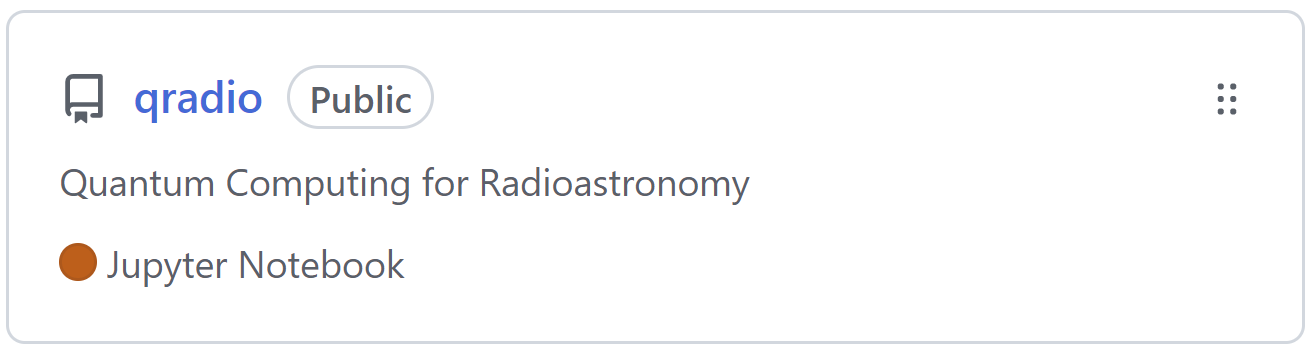 qradio Public
Quantum Computing for Radioastronomy
Jupyter Notebook